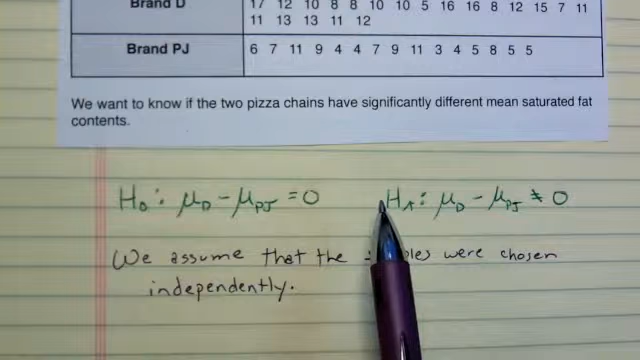 Brand D
17 12 10 8 8 10 10 5 16 16 8 12 15 7 11
11 13 13 11 12
Brand PJ
6 7 11 9 4 4 7 9 11 3 4 5 8 5 5
We want to know if the two pizza chains have significantly different mean saturated fat
contents.
H₀: μ_D - μ_PJ = 0
H_A: μ_D - μ_PJ ≠ 0
We assume that the were chosen
independently.